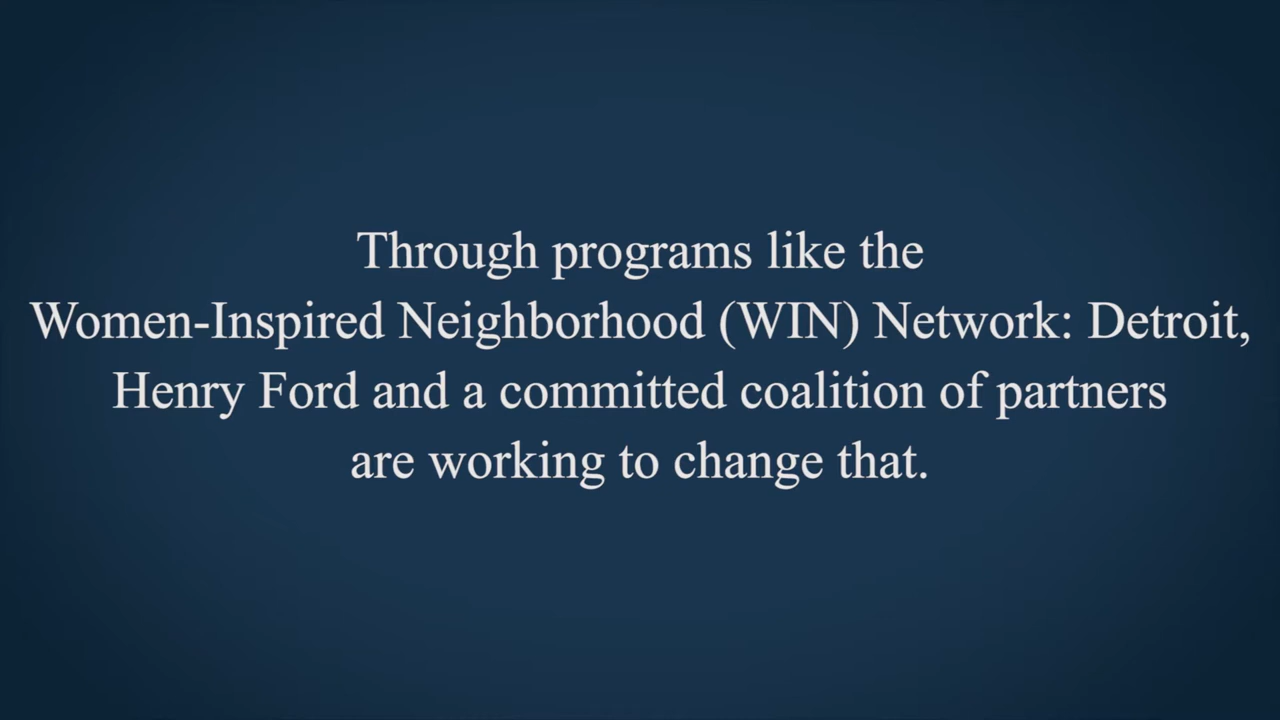 Through programs like the
Women-Inspired Neighborhood (WIN) Network: Detroit,
Henry Ford and a committed coalition of partners
are working to change that.